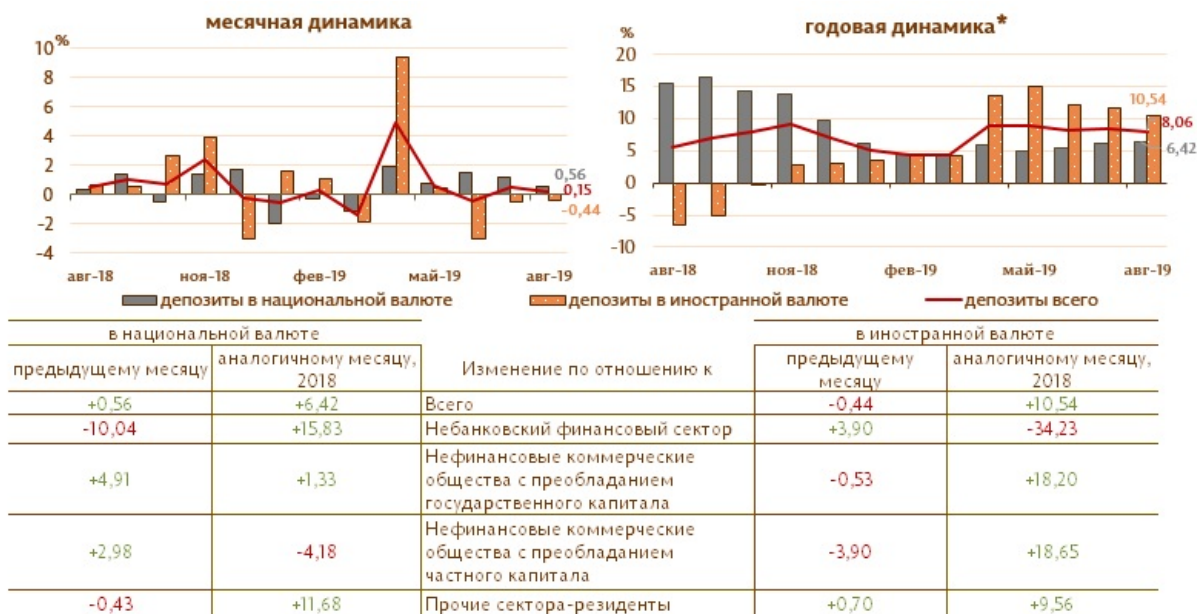 месячная динамика
%
10
8
6
4
2
0
-2
-4
0,56
0,15
-0,44
авг-18 ноя-18 фев-19 май-19 авг-19
годовая динамика*
%
20
15
10
5
0
-5
-10
10,54
8,06
6,42
авг-18 ноя-18 фев-19 май-19 авг-19
депозиты в национальной валюте депозиты в иностранной валюте депозиты всего
в национальной валюте Изменение по отношению к в иностранной валюте
предыдущему месяцу аналогичному месяцу, 2018 предыдущему месяцу аналогичному месяцу, 2018
+0,56 +6,42 Всего -0,44 +10,54
-10,04 +15,83 Небанковский финансовый сектор +3,90 -34,23
Нефинансовые коммерческие
+4,91 +1,33 общества с преобладанием -0,53 +18,20
государственного капитала
Нефинансовые коммерческие
+2,98 -4,18 общества с преобладанием -3,90 +18,65
частного капитала
-0,43 +11,68 Прочие сектора-резиденты +0,70 +9,56